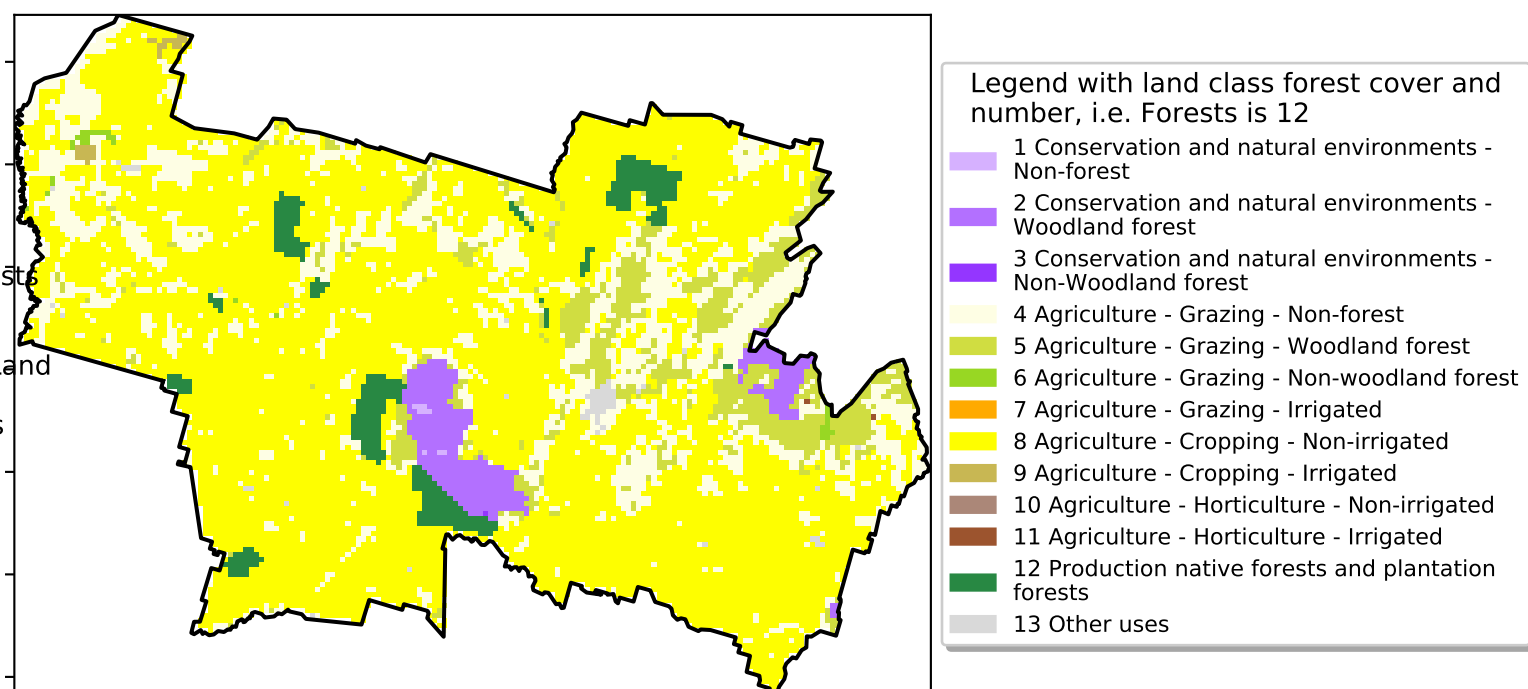 Legend with land class forest cover and
number, i.e. Forests is 12
1 Conservation and natural environments -
Non-forest
2 Conservation and natural environments -
Woodland forest
3 Conservation and natural environments -
Non-Woodland forest
4 Agriculture - Grazing - Non-forest
5 Agriculture - Grazing - Woodland forest
6 Agriculture - Grazing - Non-woodland forest
7 Agriculture - Grazing - Irrigated
8 Agriculture - Cropping - Non-irrigated
9 Agriculture - Cropping - Irrigated
10 Agriculture - Horticulture - Non-irrigated
11 Agriculture - Horticulture - Irrigated
12 Production native forests and plantation
forests
13 Other uses
sts
and
s